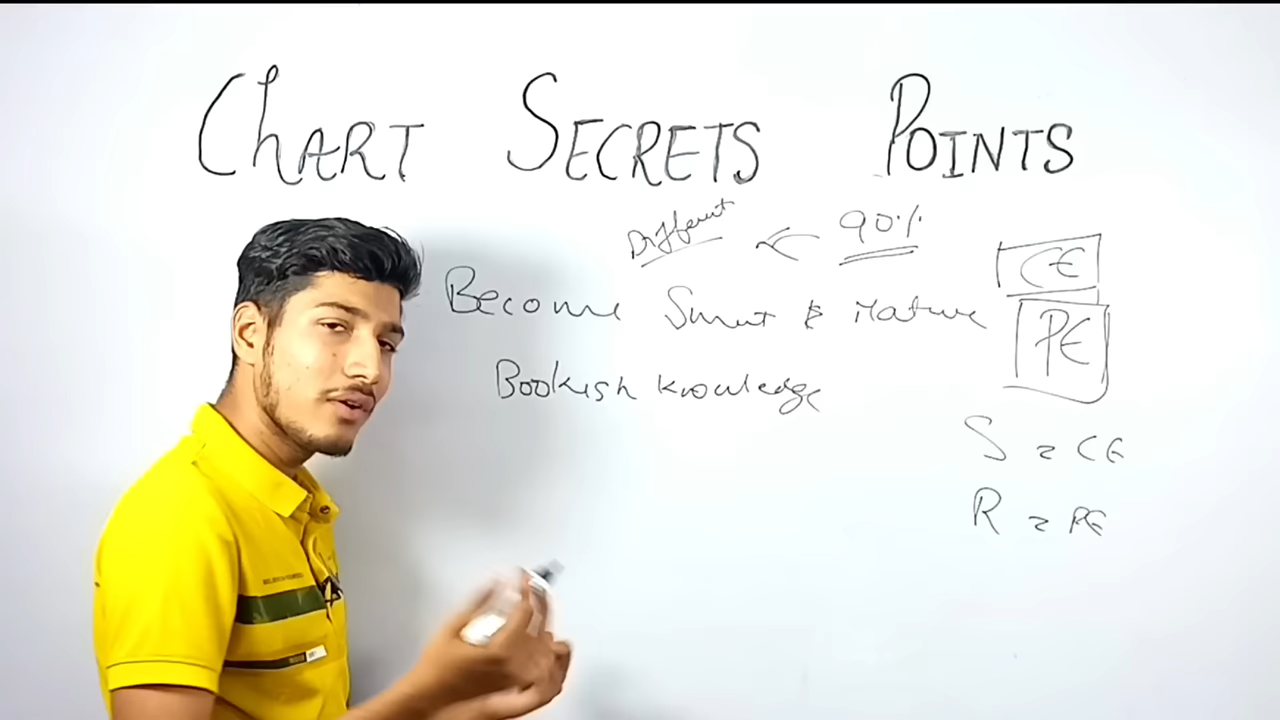 CHART SECRETS POINTS
Different ← 90%
CE
Become Smart & Mature
PE
Bookish knowledge
S = CE
R = PE